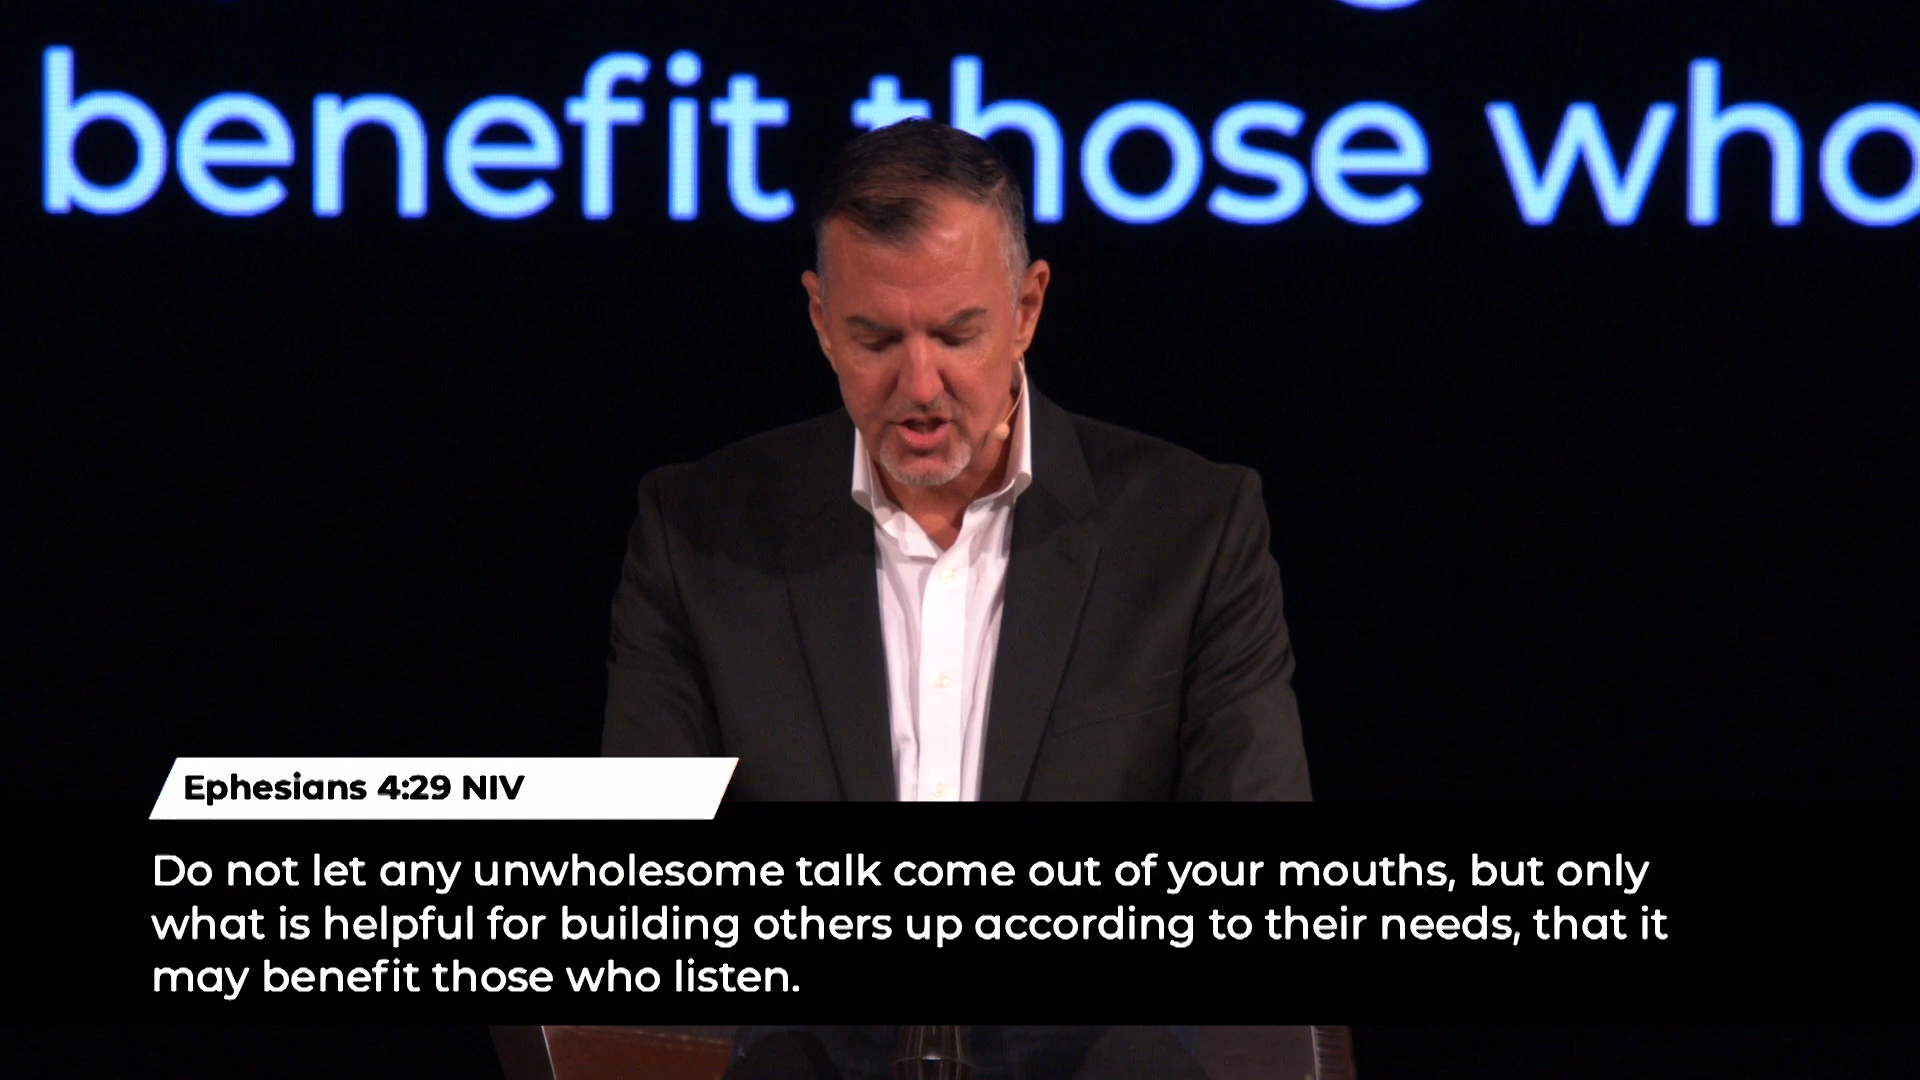 benefit those who
Ephesians 4:29 NIV
Do not let any unwholesome talk come out of your mouths, but only
what is helpful for building others up according to their needs, that it
may benefit those who listen.